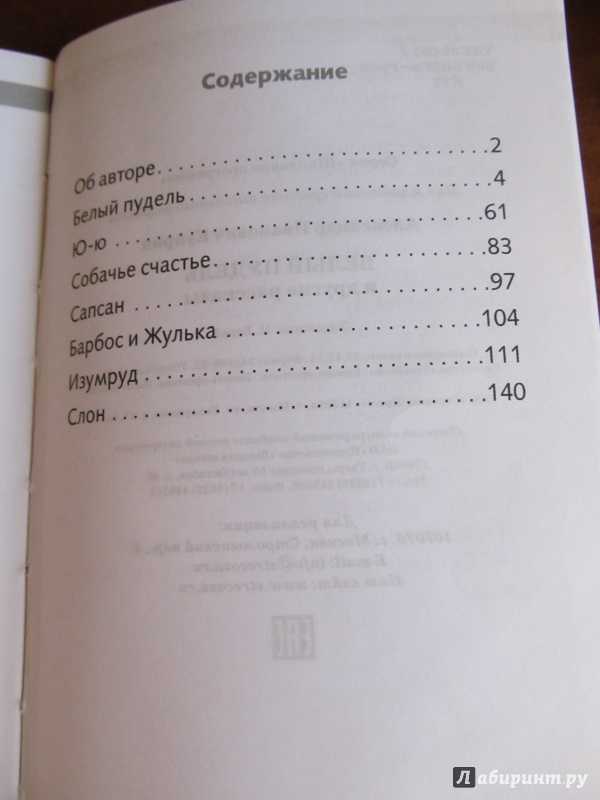 Содержание
Об авторе. . . . . . . . . . . . . . . . . . . . . . . . . . . . . . . 2
Белый пудель . . . . . . . . . . . . . . . . . . . . . . . . . . . . 4
Ю-ю . . . . . . . . . . . . . . . . . . . . . . . . . . . . . . . . . . . 61
Собачье счастье. . . . . . . . . . . . . . . . . . . . . . . . . . 83
Сапсан . . . . . . . . . . . . . . . . . . . . . . . . . . . . . . . . . 97
Барбос и Жулька . . . . . . . . . . . . . . . . . . . . . . . . . 104
Изумруд . . . . . . . . . . . . . . . . . . . . . . . . . . . . . . . 111
Слон . . . . . . . . . . . . . . . . . . . . . . . . . . . . . . . . . . 140
Лабиринт.ру